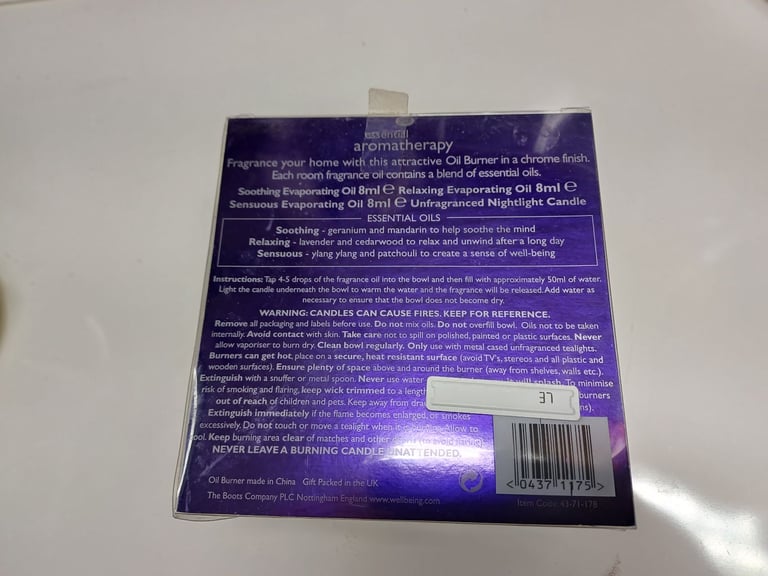 essential
aromatherapy
Fragrance your home with this attractive Oil Burner in a chrome finish.
Each room fragrance oil contains a blend of essential oils.
Soothing Evaporating Oil 8ml ℮ Relaxing Evaporating Oil 8ml ℮
Sensuous Evaporating Oil 8ml ℮ Unfragranced Nightlight Candle
ESSENTIAL OILS
Soothing - geranium and mandarin to help soothe the mind
Relaxing - lavender and cedarwood to relax and unwind after a long day
Sensuous - ylang ylang and patchouli to create a sense of well-being
Instructions: Tap 4-5 drops of the fragrance oil into the bowl and then fill with approximately 50ml of water.
Light the candle underneath the bowl to warm the water and the fragrance will be released. Add water as
necessary to ensure that the bowl does not become dry.
WARNING: CANDLES CAN CAUSE FIRES. KEEP FOR REFERENCE.
Remove all packaging and labels before use. Do not mix oils. Do not overfill bowl. Oils not to be taken
internally. Avoid contact with skin. Take care not to spill on polished, painted or plastic surfaces. Never
allow vaporiser to burn dry. Clean bowl regularly. Only use with metal cased unfragranced tealights.
Burners can get hot, place on a secure, heat resistant surface (avoid TV's, stereos and all plastic and
wooden surfaces). Ensure plenty of space above and around the burner (away from shelves, walls etc.).
Extinguish with a snuffer or metal spoon. Never use water will splash. To minimise
risk of smoking and flaring, keep wick trimmed to a length burners
out of reach of children and pets. Keep away from
Extinguish immediately if the flame becomes enlarged, or smokes
excessively. Do not touch or move a tealight when it is Allow to
cool. Keep burning area clear of matches and other (to avoid flaring).
NEVER LEAVE A BURNING CANDLE UNATTENDED.
37
Oil Burner made in China Gift Packed in the UK
The Boots Company PLC Nottingham England www.wellbeing.com
<0437 1175>
Item Code: 43-71-178